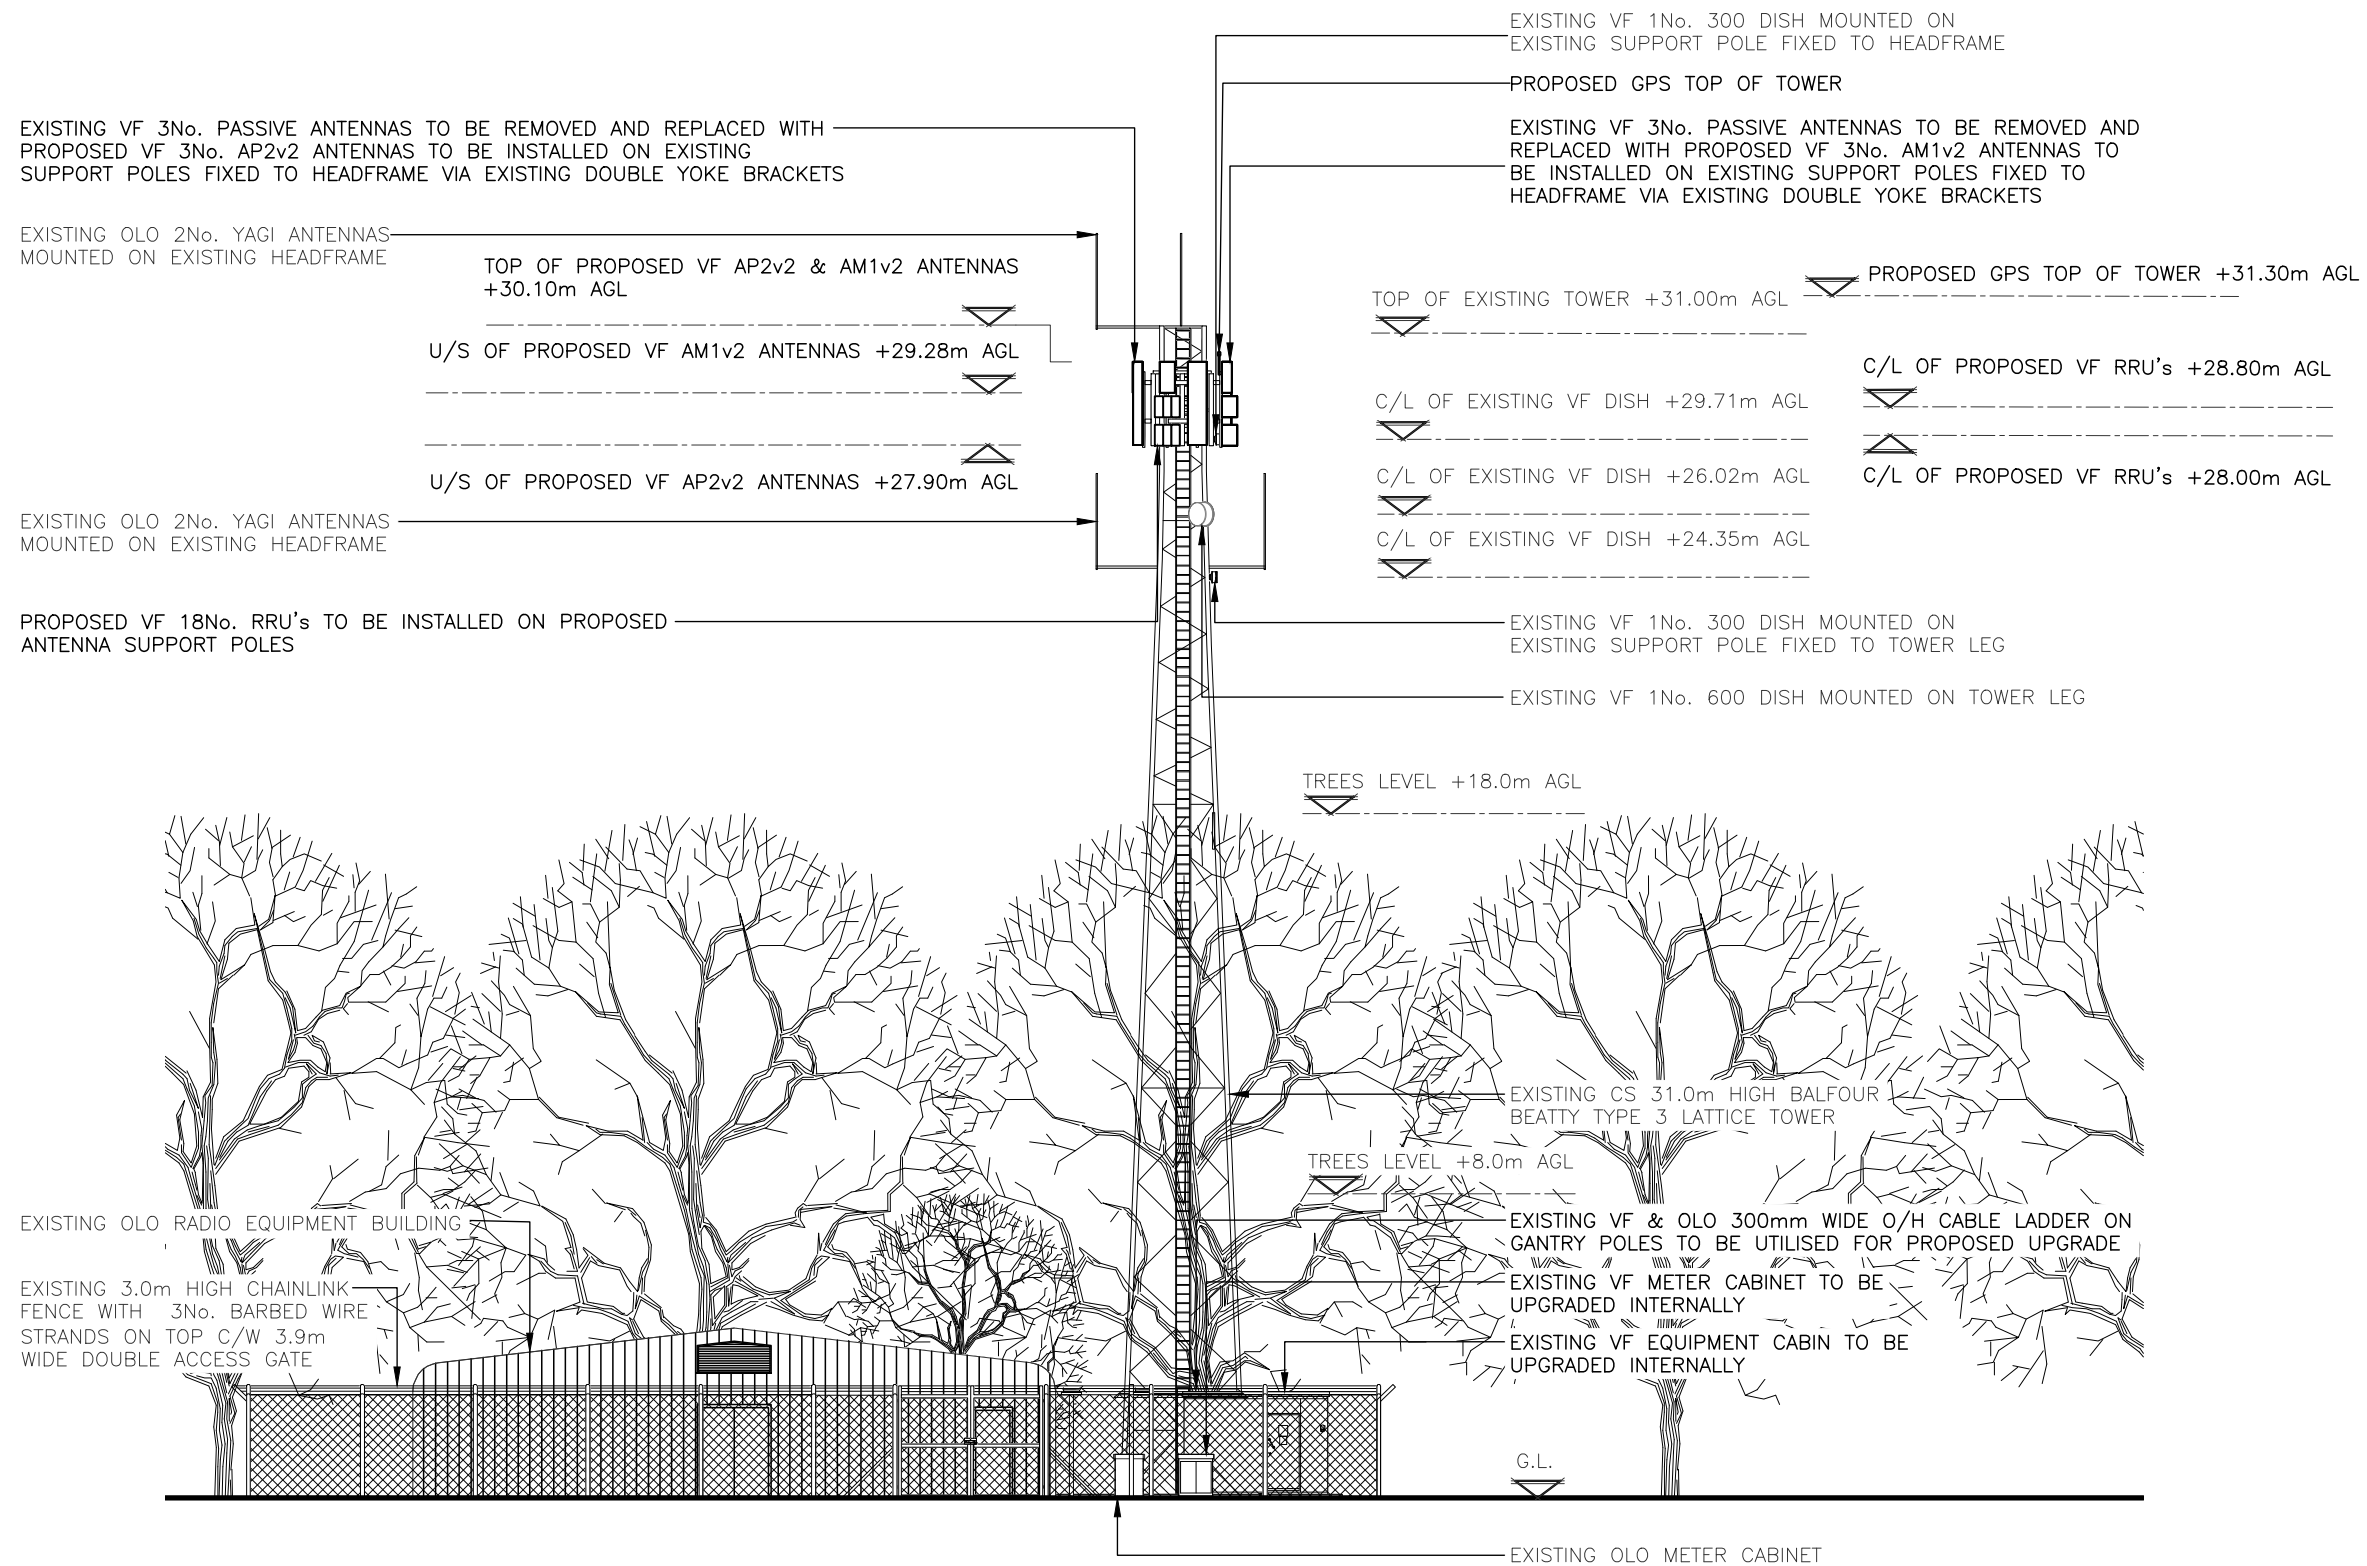 EXISTING VF 1No. 300 DISH MOUNTED ON
EXISTING SUPPORT POLE FIXED TO HEADFRAME
PROPOSED GPS TOP OF TOWER
EXISTING VF 3No. PASSIVE ANTENNAS TO BE REMOVED AND REPLACED WITH
PROPOSED VF 3No. AP2v2 ANTENNAS TO BE INSTALLED ON EXISTING
SUPPORT POLES FIXED TO HEADFRAME VIA EXISTING DOUBLE YOKE BRACKETS
EXISTING VF 3No. PASSIVE ANTENNAS TO BE REMOVED AND
REPLACED WITH PROPOSED VF 3No. AM1v2 ANTENNAS TO
BE INSTALLED ON EXISTING SUPPORT POLES FIXED TO
HEADFRAME VIA EXISTING DOUBLE YOKE BRACKETS
EXISTING OLO 2No. YAGI ANTENNAS
MOUNTED ON EXISTING HEADFRAME
TOP OF PROPOSED VF AP2v2 & AM1v2 ANTENNAS
+30.10m AGL
PROPOSED GPS TOP OF TOWER +31.30m AGL
TOP OF EXISTING TOWER +31.00m AGL
U/S OF PROPOSED VF AM1v2 ANTENNAS +29.28m AGL
C/L OF PROPOSED VF RRU's +28.80m AGL
C/L OF EXISTING VF DISH +29.71m AGL
U/S OF PROPOSED VF AP2v2 ANTENNAS +27.90m AGL
C/L OF EXISTING VF DISH +26.02m AGL
C/L OF PROPOSED VF RRU's +28.00m AGL
EXISTING OLO 2No. YAGI ANTENNAS
MOUNTED ON EXISTING HEADFRAME
C/L OF EXISTING VF DISH +24.35m AGL
PROPOSED VF 18No. RRU's TO BE INSTALLED ON PROPOSED
ANTENNA SUPPORT POLES
EXISTING VF 1No. 300 DISH MOUNTED ON
EXISTING SUPPORT POLE FIXED TO TOWER LEG
EXISTING VF 1No. 600 DISH MOUNTED ON TOWER LEG
TREES LEVEL +18.0m AGL
EXISTING CS 31.0m HIGH BALFOUR
BEATTY TYPE 3 LATTICE TOWER
TREES LEVEL +8.0m AGL
EXISTING OLO RADIO EQUIPMENT BUILDING
EXISTING VF & OLO 300mm WIDE O/H CABLE LADDER ON
GANTRY POLES TO BE UTILISED FOR PROPOSED UPGRADE
EXISTING 3.0m HIGH CHAINLINK
FENCE WITH 3No. BARBED WIRE
STRANDS ON TOP C/W 3.9m
WIDE DOUBLE ACCESS GATE
EXISTING VF METER CABINET TO BE
UPGRADED INTERNALLY
EXISTING VF EQUIPMENT CABIN TO BE
UPGRADED INTERNALLY
G.L.
EXISTING OLO METER CABINET